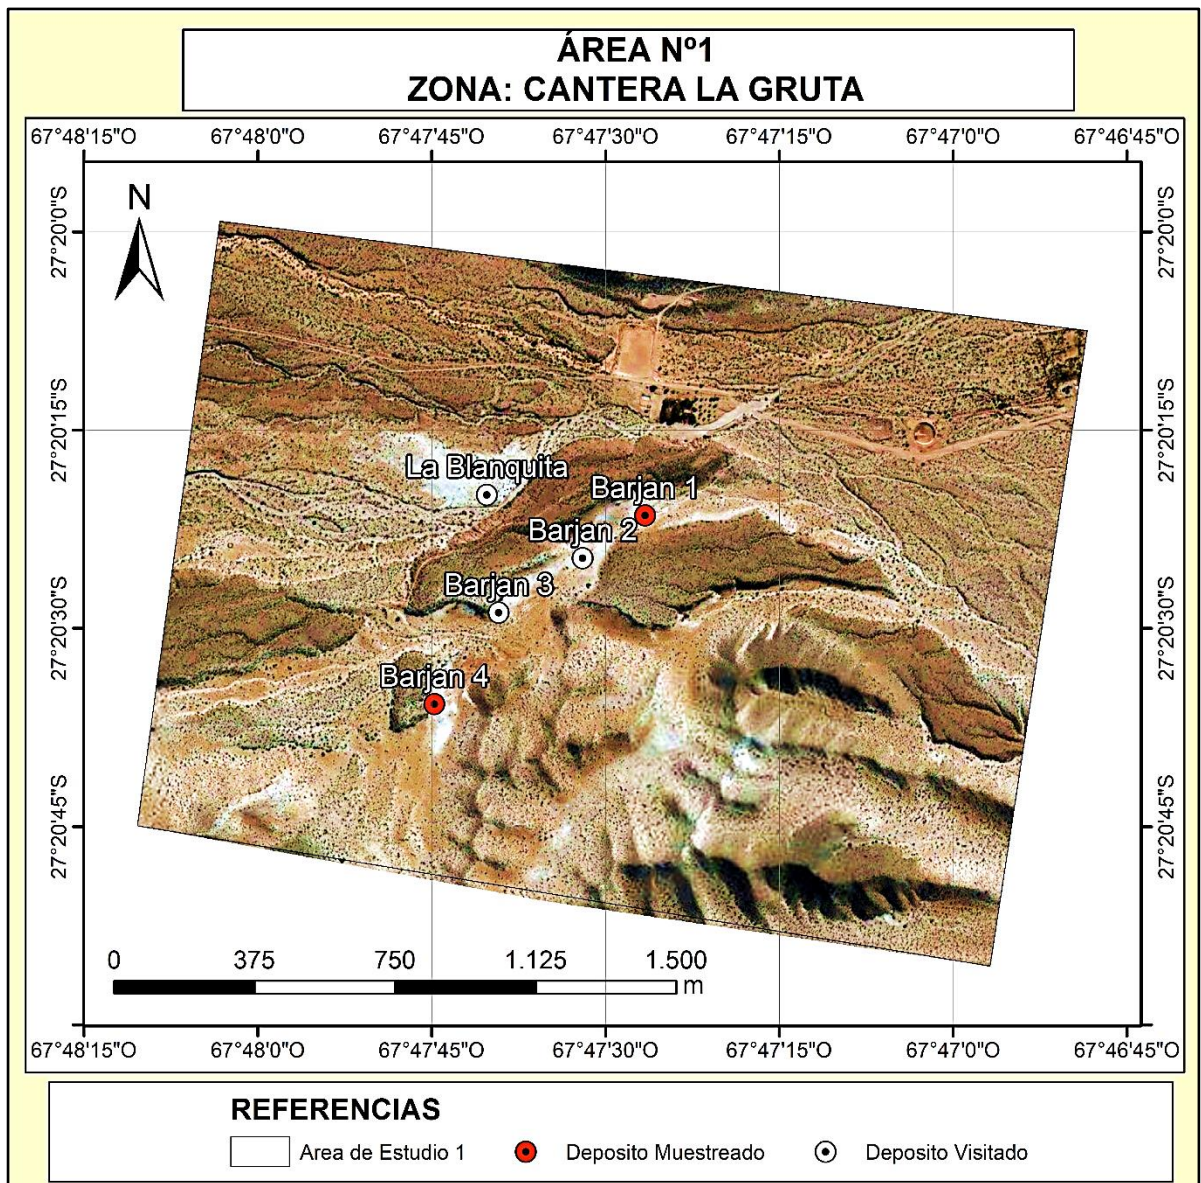 ÁREA Nº1
ZONA: CANTERA LA GRUTA
67°48'15"O 67°48'0"O 67°47'45"O 67°47'30"O 67°47'15"O 67°47'0"O 67°46'45"O
N
27°20'0"S 27°20'0"S
27°20'15"S 27°20'15"S
La Blanquita
Barjan 1
Barjan 2
Barjan 3
27°20'30"S 27°20'30"S
Barjan 4
27°20'45"S 27°20'45"S
0 375 750 1.125 1.500
m
67°48'15"O 67°48'0"O 67°47'45"O 67°47'30"O 67°47'15"O 67°47'0"O 67°46'45"O
REFERENCIAS
Area de Estudio 1 Deposito Muestreado Deposito Visitado